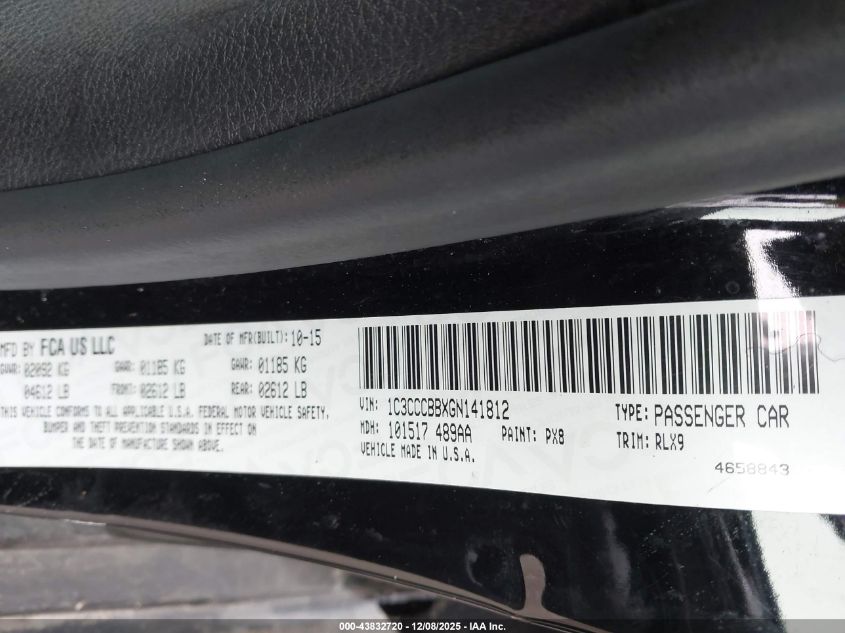 MFD BY FCA US LLC DATE OF MFR(BUILT): 10-15
GVWR: 02092 KG GAWR: 01185 KG GAWR: 01185 KG
04612 LB FRONT: 02612 LB REAR: 02612 LB
THIS VEHICLE CONFORMS TO ALL APPLICABLE U.S.A. FEDERAL MOTOR VEHICLE SAFETY,
BUMPER AND THEFT PREVENTION STANDARDS IN EFFECT ON
THE DATE OF MANUFACTURE SHOWN ABOVE.
VIN: 1C3CCCBBXGN141812 TYPE: PASSENGER CAR
MDH: 101517 489AA PAINT: PX8 TRIM: RLX9
VEHICLE MADE IN U.S.A.
4658843
000-43832720 - 12/08/2025 - IAA Inc.